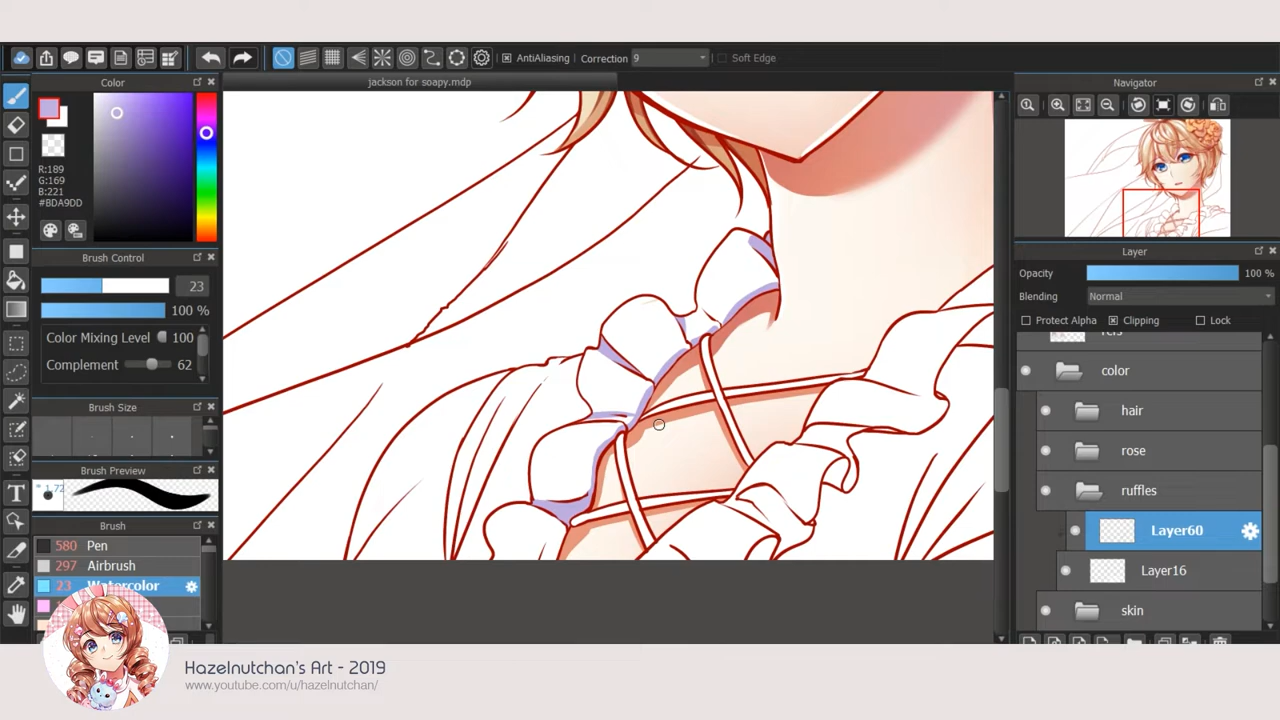 AntiAliasing Correction 9 Soft Edge
Color
jackson for soapy.mdp
Navigator
R:189
G:169
B:221
#BDA9DD
Brush Control
23
100 %
Color Mixing Level 100
Complement 62
Brush Size
Brush Preview
1.72
Brush
580 Pen
297 Airbrush
23 Watercolor
Layer
Opacity 100 %
Blending Normal
Protect Alpha Clipping Lock
color
hair
rose
ruffles
Layer60
Layer16
skin
Hazelnutchan's Art - 2019
www.youtube.com/u/hazelnutchan/